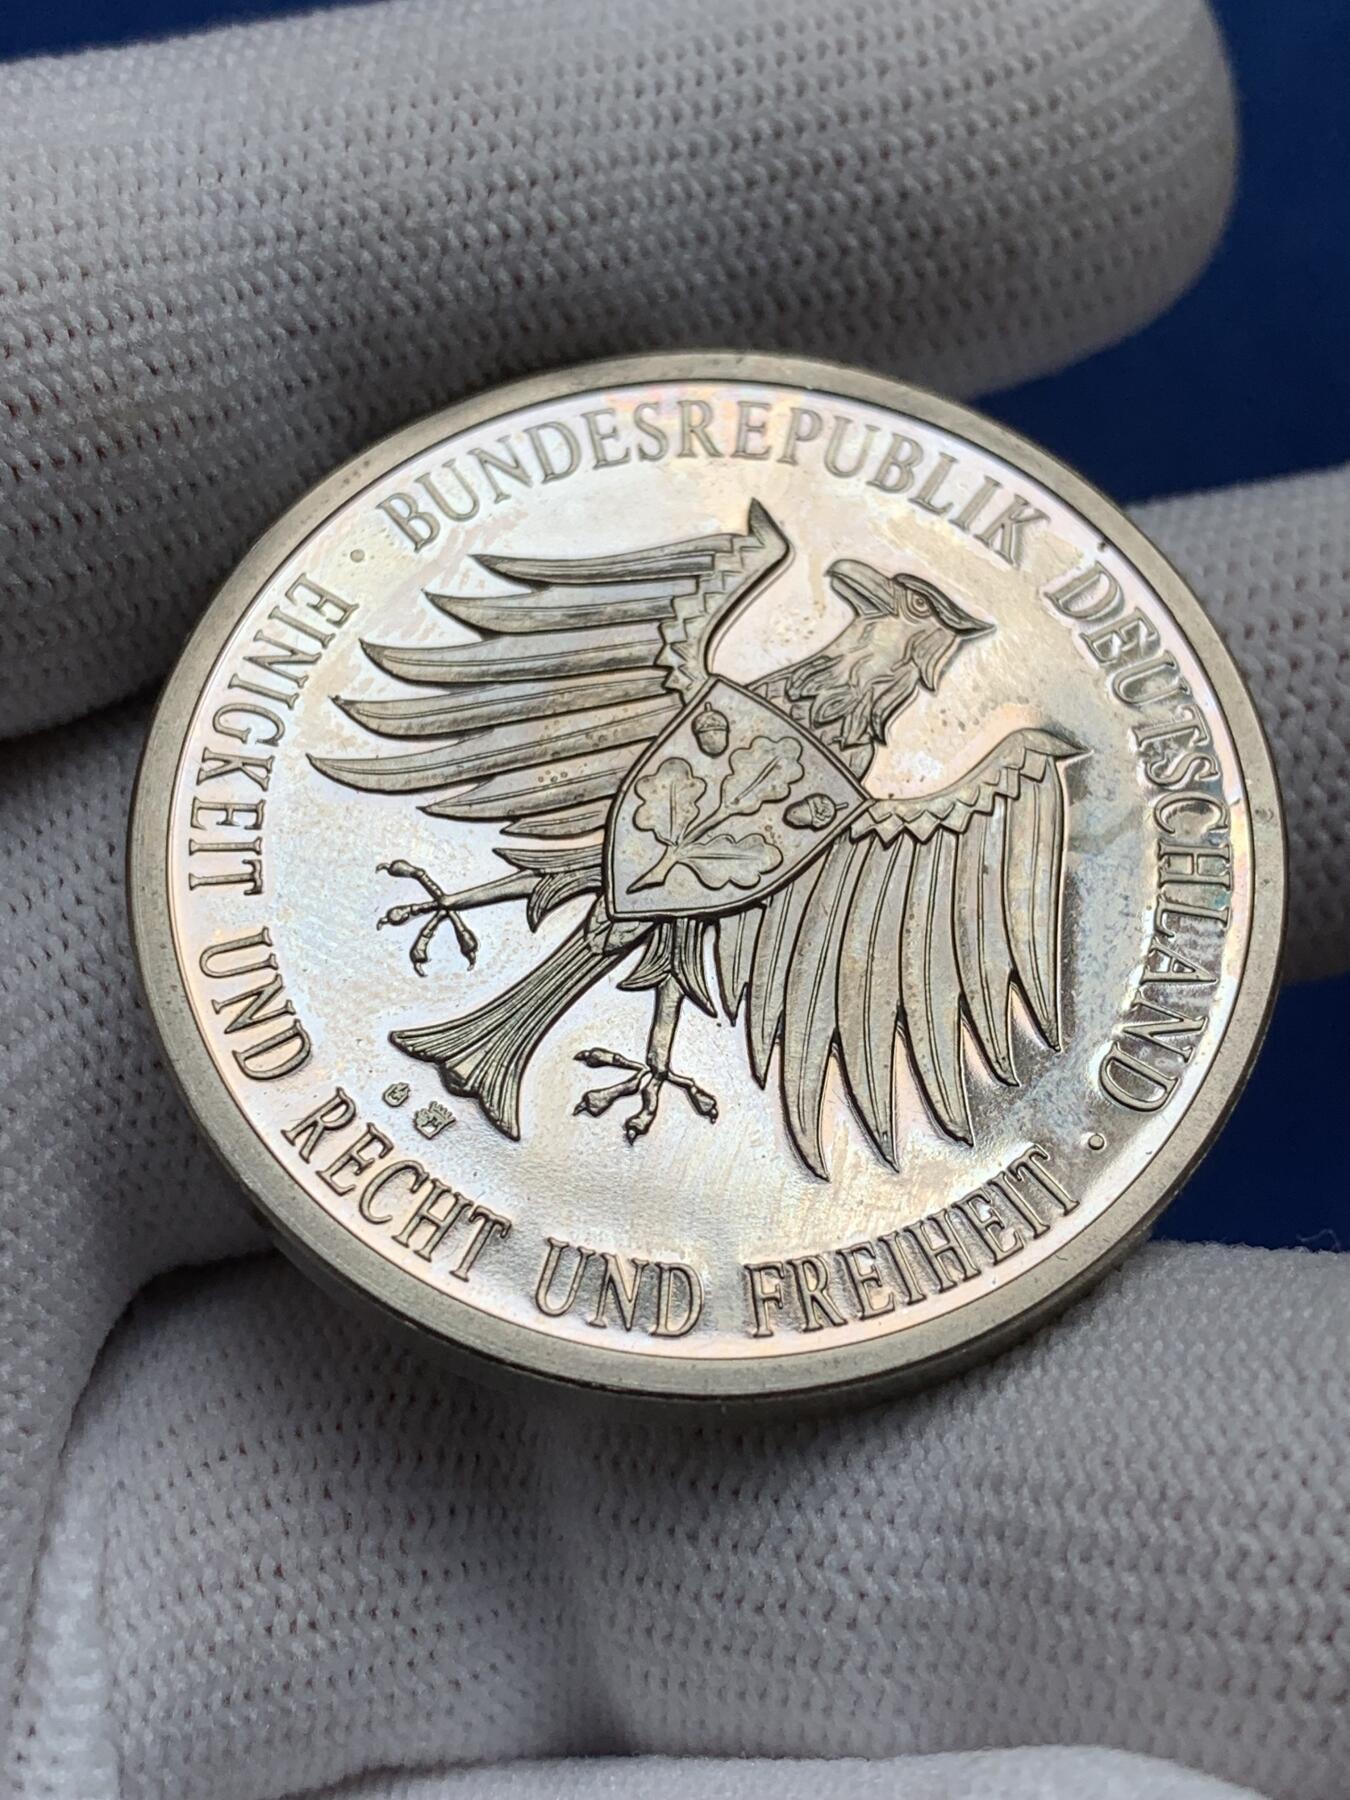 BUNDESREPUBLIK DEUTSCHLAND
EINIGKEIT UND RECHT UND FREIHEIT